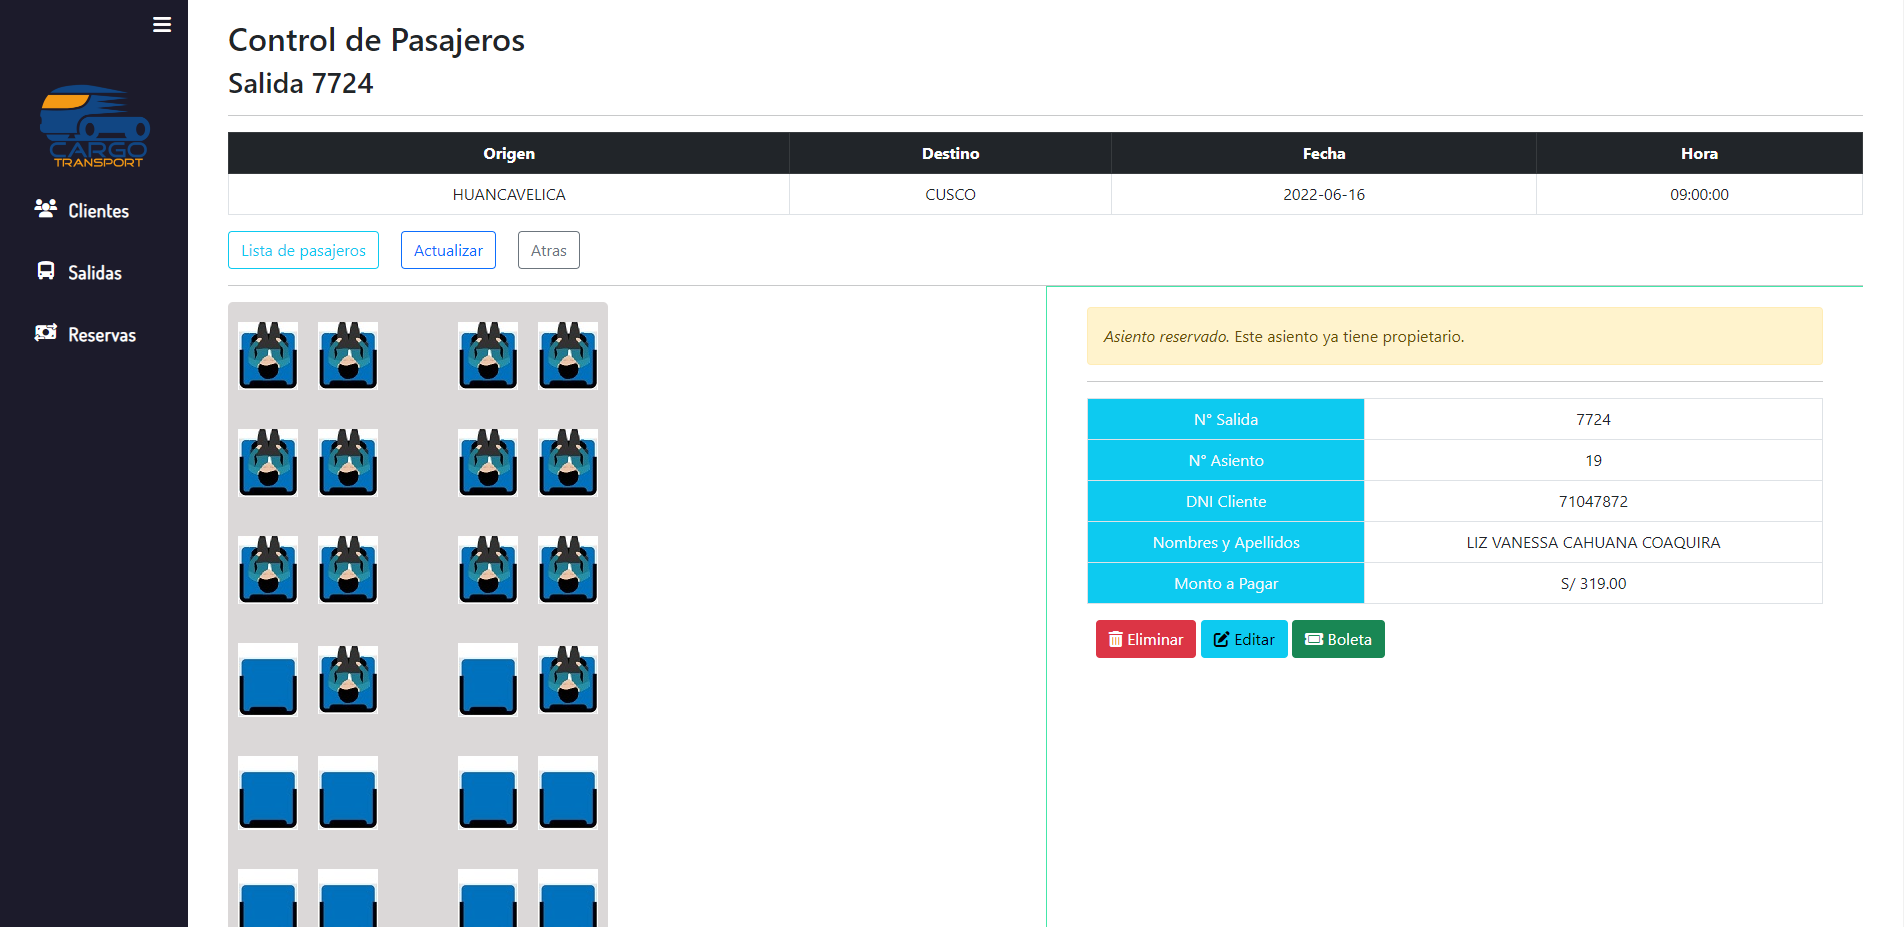 Control de Pasajeros
Salida 7724
CARGO
TRANSPORT
Clientes
Salidas
Reservas
Origen Destino Fecha Hora
HUANCAVELICA CUSCO 2022-06-16 09:00:00
Lista de pasajeros Actualizar Atras
Asiento reservado. Este asiento ya tiene propietario.
N° Salida 7724
N° Asiento 19
DNI Cliente 71047872
Nombres y Apellidos LIZ VANESSA CAHUANA COAQUIRA
Monto a Pagar S/ 319.00
Eliminar Editar Boleta